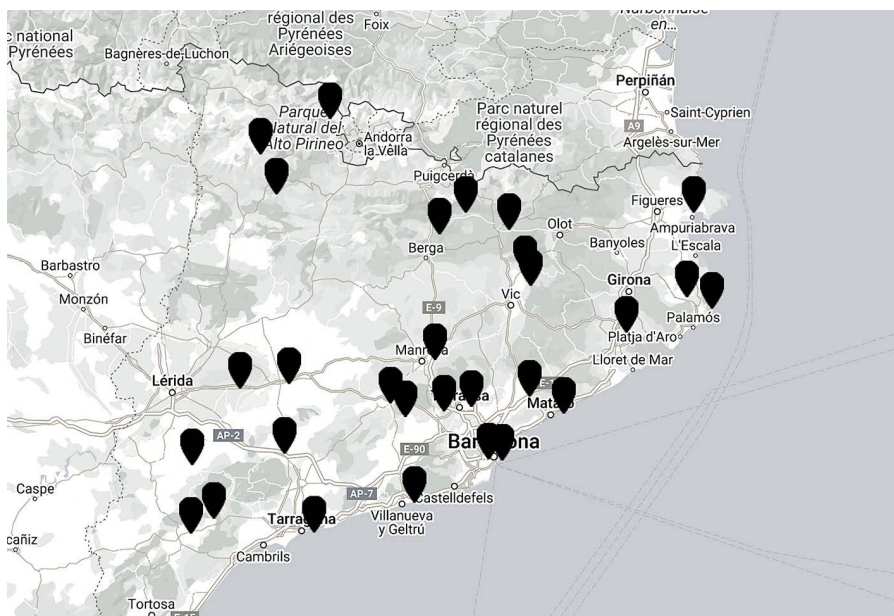 Narbonnaise
en...
régional des
Pyrénées
Ariégeoises
Foix
c national
Pyrénées
Bagnères-de-Luchon
Perpiñán
Saint-Cyprien
A9
Argelès-sur-Mer
Parc naturel
régional des
Pyrénées
catalanes
Parque
Natural del
Alto Pirineo
Andorra
la Vella
Puigcerdà
Figueres
Ampuriabrava
Olot
Banyoles
L'Escala
Berga
Barbastro
Girona
Monzón
Vic
E-9
Palamós
Binéfar
Platja d'Aro
Manresa
Lloret de Mar
Lérida
Mataró
AP-2
Barcelona
E-90
Caspe
AP-7
Castelldefels
Villanueva
y Geltrú
Tarragona
cañiz
Cambrils
Tortosa